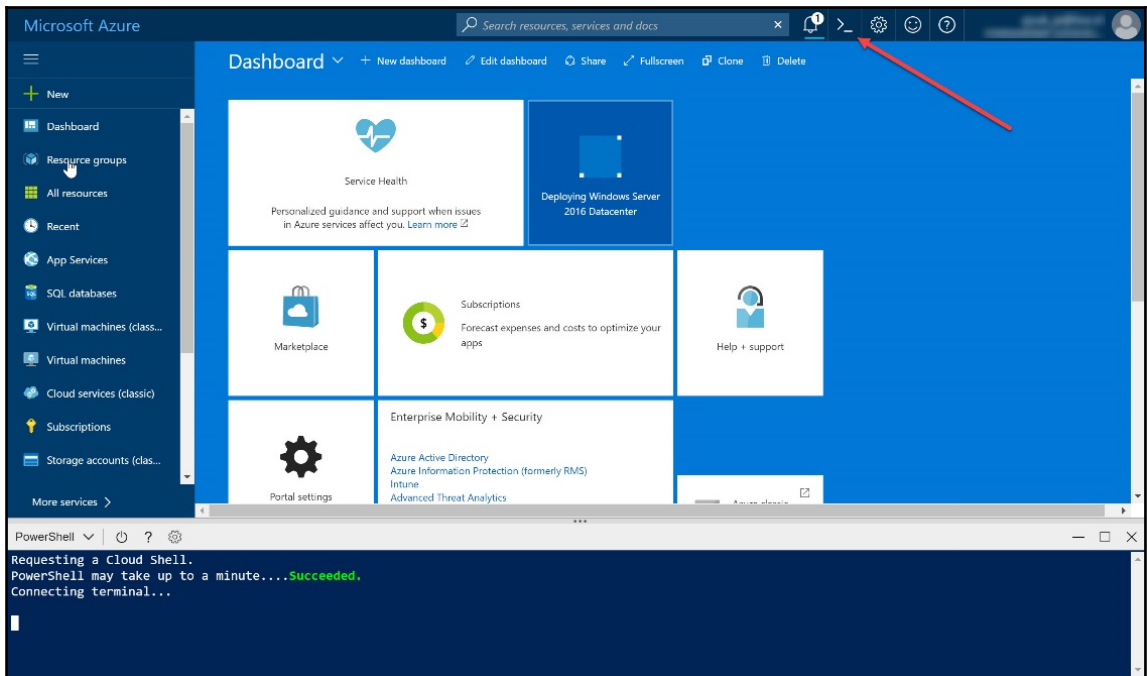 Microsoft Azure
Search resources, services and docs
1
Dashboard
+ New dashboard
Edit dashboard
Share
Fullscreen
Clone
Delete
New
Dashboard
Resource groups
All resources
Recent
App Services
SQL databases
Virtual machines (class...
Virtual machines
Cloud services (classic)
Subscriptions
Storage accounts (clas...
More services >
Service Health
Personalized guidance and support when issues
in Azure services affect you. Learn more
Deploying Windows Server
2016 Datacenter
Marketplace
Subscriptions
Forecast expenses and costs to optimize your
apps
Help + support
Portal settings
Enterprise Mobility + Security
Azure Active Directory
Azure Information Protection (formerly RMS)
Intune
Advanced Threat Analytics
PowerShell
Requesting a Cloud Shell.
PowerShell may take up to a minute....Succeeded.
Connecting terminal...